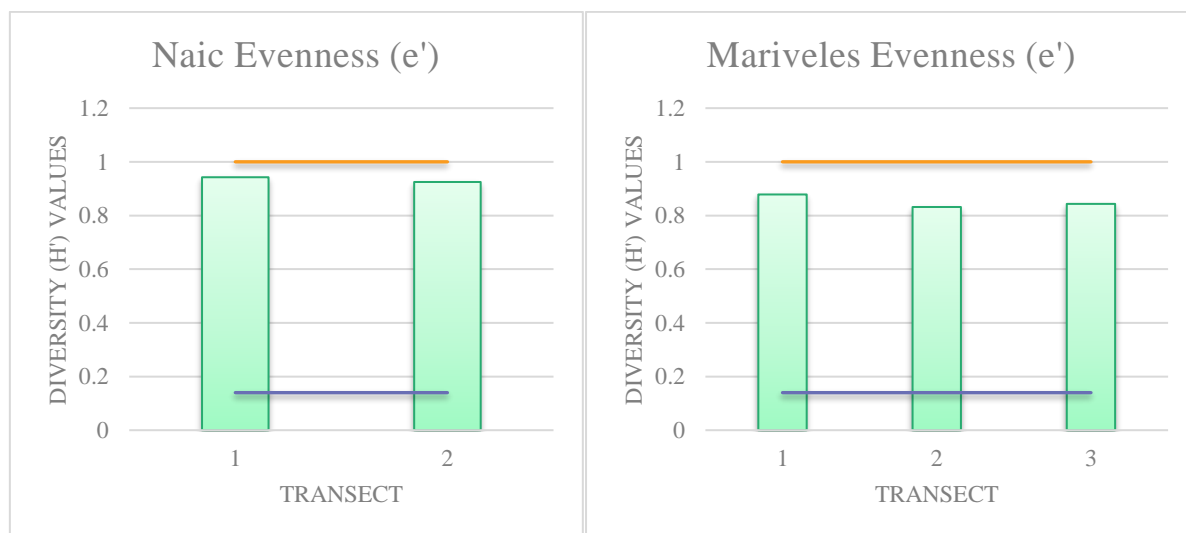 Naic Evenness (e')
1.2
1
0.8
0.6
0.4
0.2
0
DIVERSITY (H') VALUES
1 2
TRANSECT
Mariveles Evenness (e')
1.2
1
0.8
0.6
0.4
0.2
0
DIVERSITY (H') VALUES
1 2 3
TRANSECT